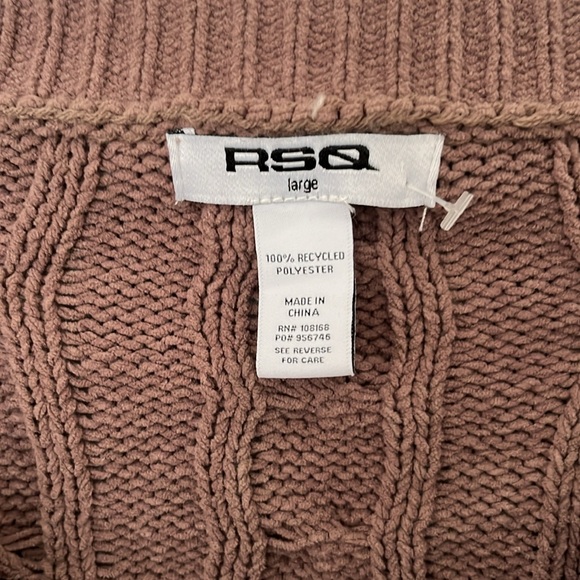 RSQ
large
100% RECYCLED
POLYESTER
MADE IN
CHINA
RN# 108168
PO# 956746
SEE REVERSE
FOR CARE